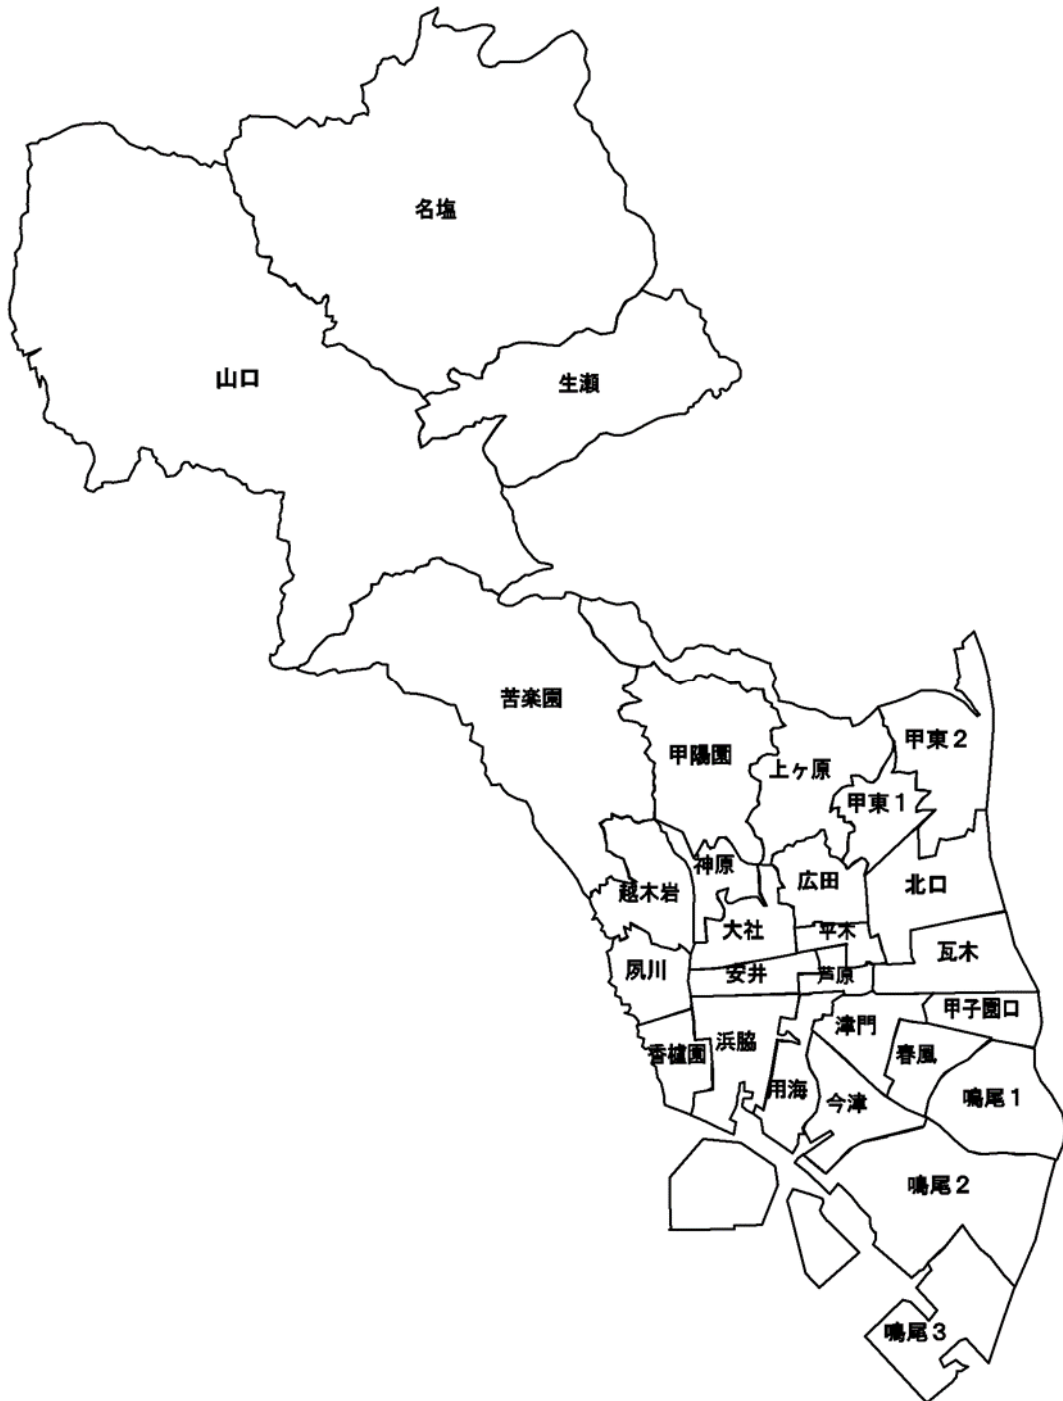 名塩
山口
生瀬
苦楽園
甲東２
甲陽園
上ヶ原
甲東１
神原
広田
北口
越木岩
大社
平木
瓦木
夙川
安井
芦原
甲子園口
津門
浜脇
香櫨園
春風
用海
今津
鳴尾１
鳴尾２
鳴尾３